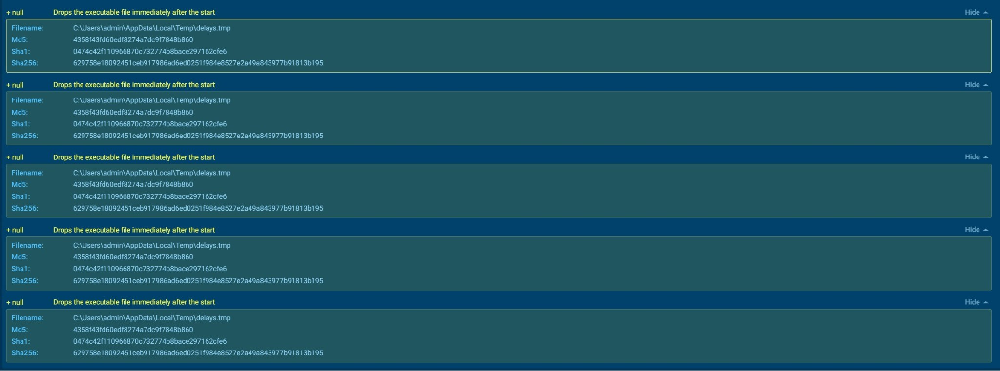 + null Drops the executable file immediately after the start Hide
Filename: C:\Users\admin\AppData\Local\Temp\delays.tmp
Md5: 4358f43fd60edf8274a7dc9f7848b860
Sha1: 0474c42f110966870c732774b8bace297162cfe6
Sha256: 629758e18092451ceb917986ad6ed0251f984e8527e2a49a843977b91813b195
+ null Drops the executable file immediately after the start Hide
Filename: C:\Users\admin\AppData\Local\Temp\delays.tmp
Md5: 4358f43fd60edf8274a7dc9f7848b860
Sha1: 0474c42f110966870c732774b8bace297162cfe6
Sha256: 629758e18092451ceb917986ad6ed0251f984e8527e2a49a843977b91813b195
+ null Drops the executable file immediately after the start Hide
Filename: C:\Users\admin\AppData\Local\Temp\delays.tmp
Md5: 4358f43fd60edf8274a7dc9f7848b860
Sha1: 0474c42f110966870c732774b8bace297162cfe6
Sha256: 629758e18092451ceb917986ad6ed0251f984e8527e2a49a843977b91813b195
+ null Drops the executable file immediately after the start Hide
Filename: C:\Users\admin\AppData\Local\Temp\delays.tmp
Md5: 4358f43fd60edf8274a7dc9f7848b860
Sha1: 0474c42f110966870c732774b8bace297162cfe6
Sha256: 629758e18092451ceb917986ad6ed0251f984e8527e2a49a843977b91813b195
+ null Drops the executable file immediately after the start Hide
Filename: C:\Users\admin\AppData\Local\Temp\delays.tmp
Md5: 4358f43fd60edf8274a7dc9f7848b860
Sha1: 0474c42f110966870c732774b8bace297162cfe6
Sha256: 629758e18092451ceb917986ad6ed0251f984e8527e2a49a843977b91813b195